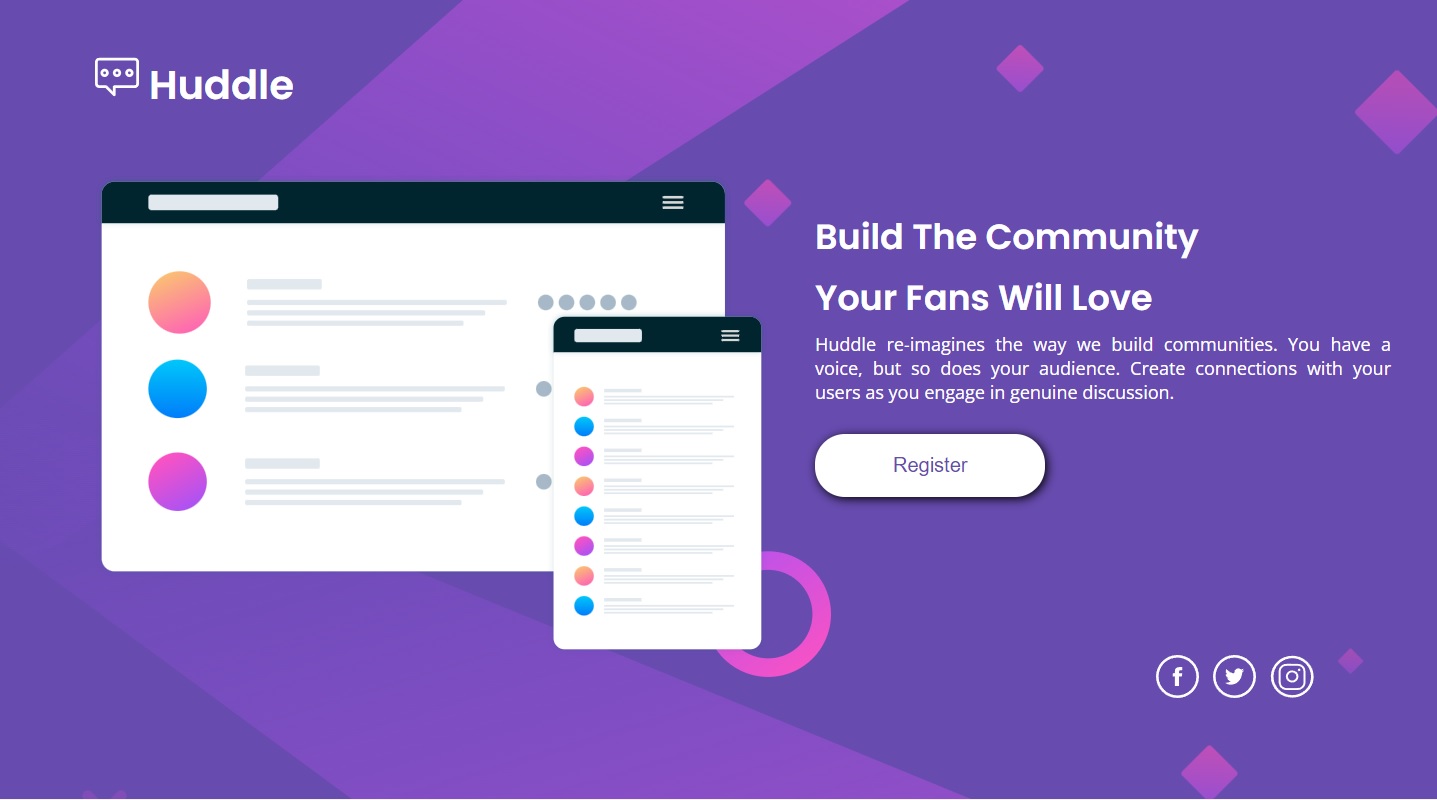 Huddle
Build The Community
Your Fans Will Love
Huddle re-imagines the way we build communities. You have a
voice, but so does your audience. Create connections with your
users as you engage in genuine discussion.
Register